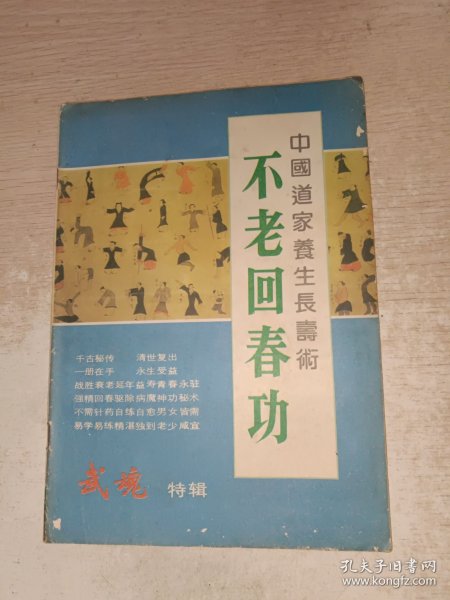 中國道家養生長壽術
不老回春功
千古秘传 清世复出
一册在手 永生受益
战胜衰老延年益寿青春永驻
强精回春驱除病魔神功秘术
不需针药自练自愈男女皆需
易学易练精湛独到老少咸宜
武魂 特辑
孔夫子旧书网
www.kongfz.com